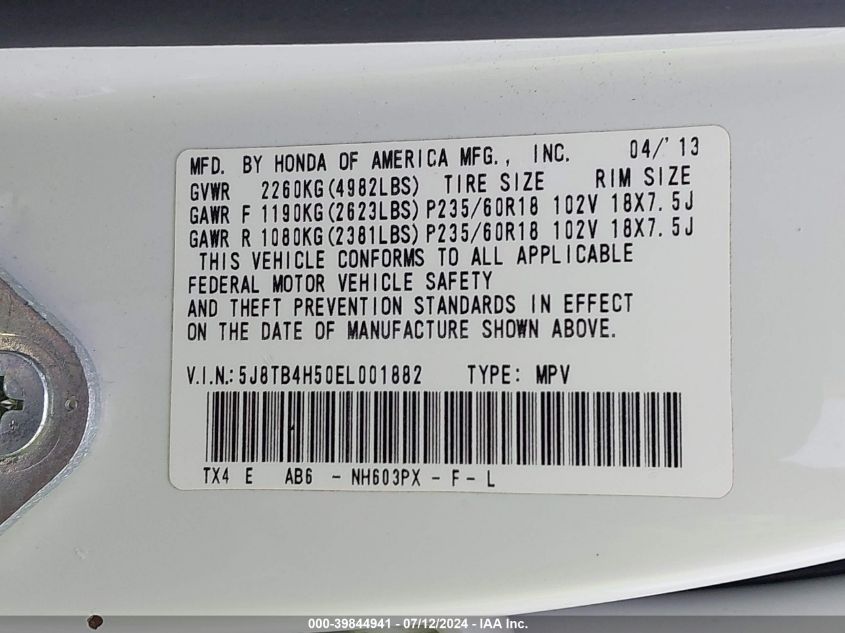 MFD. BY HONDA OF AMERICA MFG., INC. 04/'13
GVWR 2260KG(4982LBS) TIRE SIZE RIM SIZE
GAWR F 1190KG(2623LBS) P235/60R18 102V 18X7.5J
GAWR R 1080KG(2381LBS) P235/60R18 102V 18X7.5J
THIS VEHICLE CONFORMS TO ALL APPLICABLE
FEDERAL MOTOR VEHICLE SAFETY
AND THEFT PREVENTION STANDARDS IN EFFECT
ON THE DATE OF MANUFACTURE SHOWN ABOVE.
V.I.N.: 5J8TB4H50EL001882 TYPE: MPV
TX4 E AB6 - NH603PX - F - L
000-39844941 - 07/12/2024 - IAA Inc.